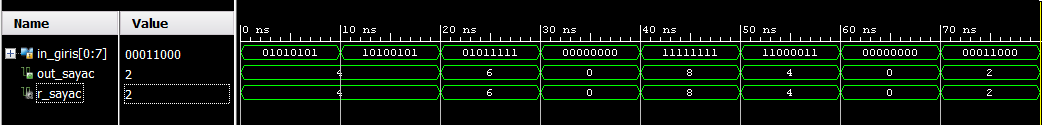 Name Value 0 ns 10 ns 20 ns 30 ns 40 ns 50 ns 60 ns 70 ns
in_giris[0:7] 00011000 01010101 10100101 01011111 00000000 11111111 11000011 00000000 00011000
out_sayac 2 4 6 0 8 4 0 2
r_sayac 2 4 6 0 8 4 0 2